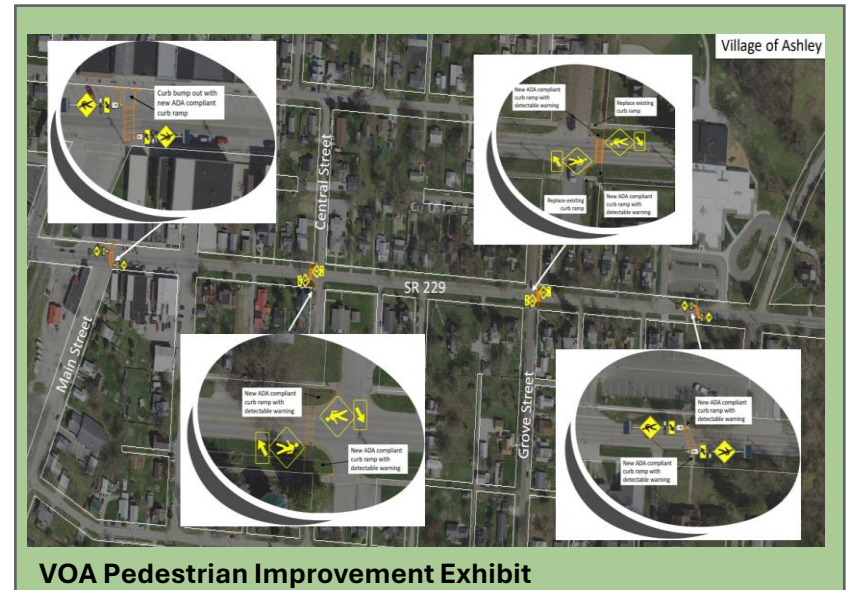 Village of Ashley
Curb bump out with
new ADA compliant
curb ramp
New ADA compliant
curb ramp with
detectable warning
Replace existing
curb ramp
Replace existing
curb ramp
New ADA compliant
curb ramp with
detectable warning
Central Street
SR 229
Main Street
Grove Street
New ADA compliant
curb ramp with
detectable warning
New ADA compliant
curb ramp with
detectable warning
New ADA compliant
curb ramp with
detectable warning
New ADA compliant
curb ramp with
detectable warning
VOA Pedestrian Improvement Exhibit